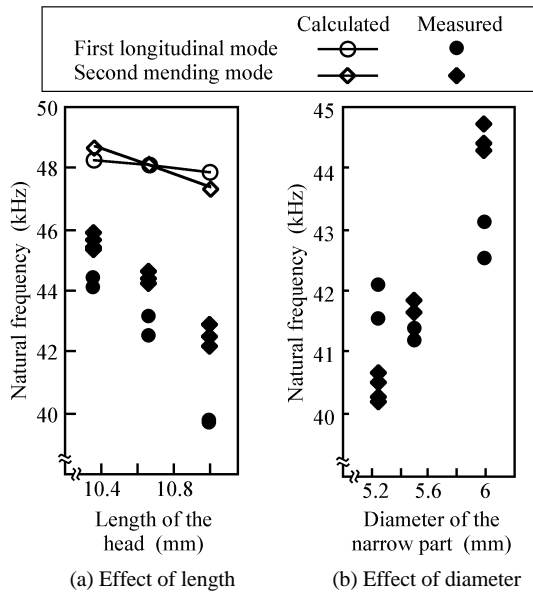 Calculated Measured
First longitudinal mode
Second mending mode
50
48
46
44
42
40
Natural frequency (kHz)
10.4 10.8
Length of the
head (mm)
(a) Effect of length
45
44
43
42
41
40
Natural frequency (kHz)
5.2 5.6 6
Diameter of the
narrow part (mm)
(b) Effect of diameter